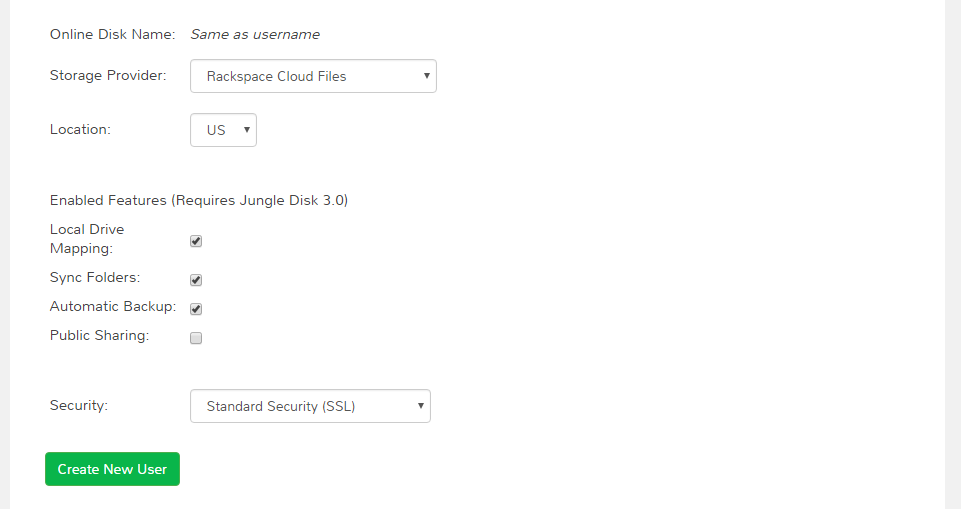 Online Disk Name: Same as username
Storage Provider: Rackspace Cloud Files
Location: US
Enabled Features (Requires Jungle Disk 3.0)
Local Drive
Mapping:
Sync Folders:
Automatic Backup:
Public Sharing:
Security: Standard Security (SSL)
Create New User